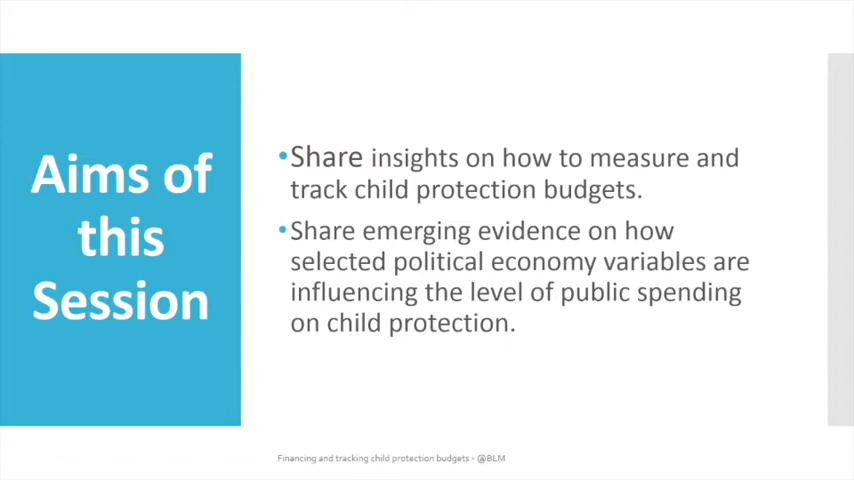 Aims of
this
Session
•Share insights on how to measure and
track child protection budgets.
•Share emerging evidence on how
selected political economy variables are
influencing the level of public spending
on child protection.
Financing and tracking child protection budgets - @BLM